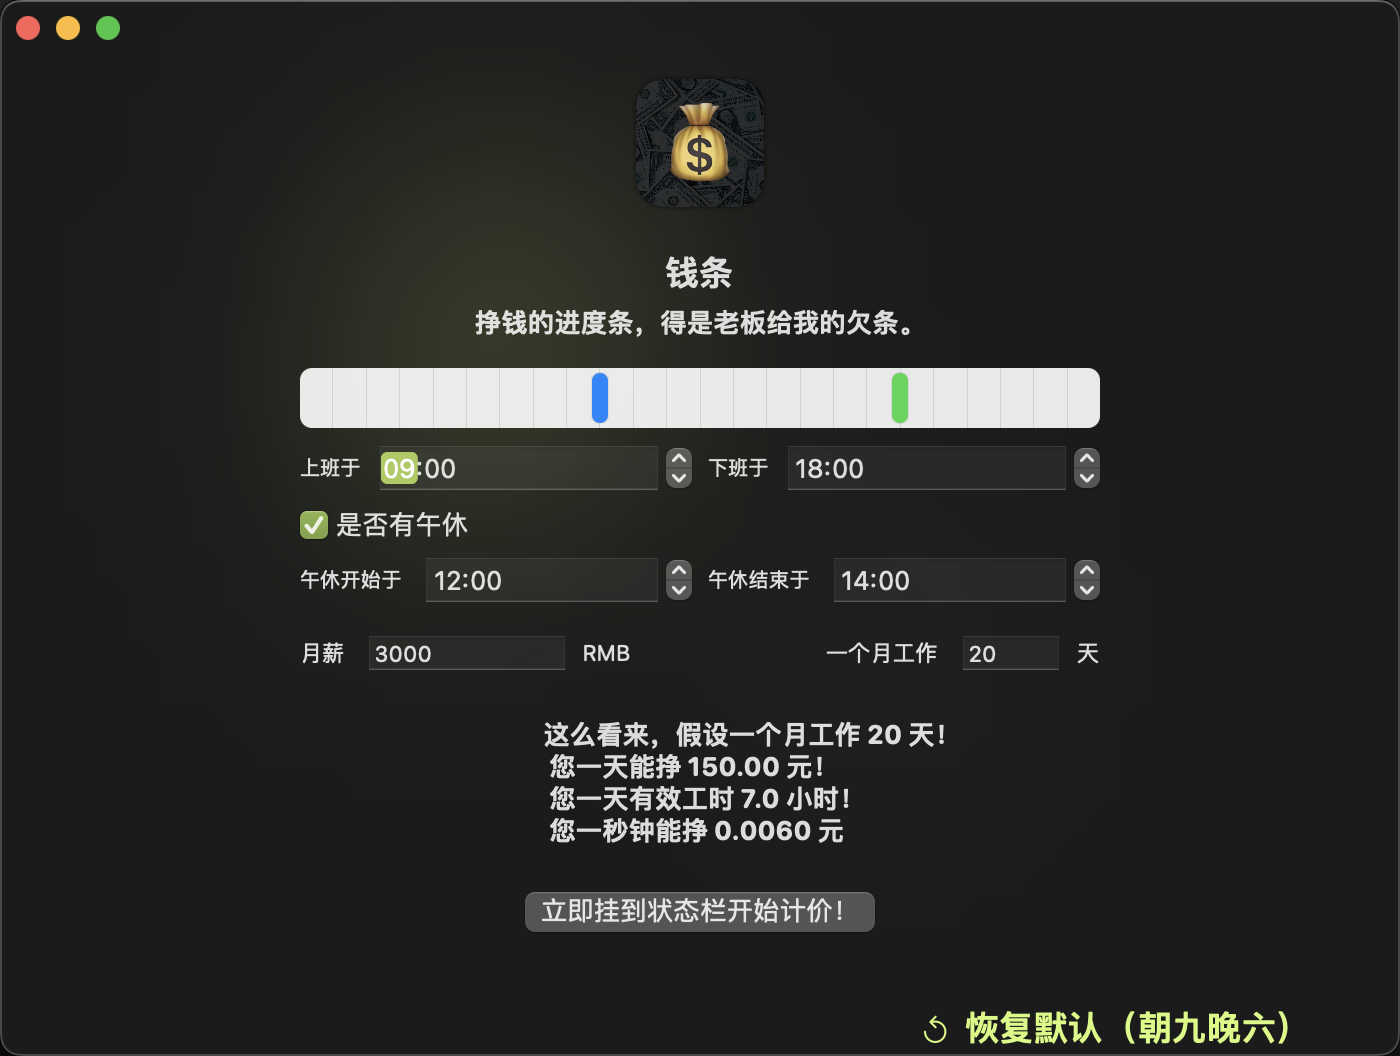 $
钱条
挣钱的进度条，得是老板给我的欠条。
上班于 09:00 下班于 18:00
是否有午休
午休开始于 12:00 午休结束于 14:00
月薪 3000 RMB 一个月工作 20 天
这么看来，假设一个月工作 20 天！
您一天能挣 150.00 元！
您一天有效工时 7.0 小时！
您一秒钟能挣 0.0060 元
立即挂到状态栏开始计价！
恢复默认（朝九晚六）